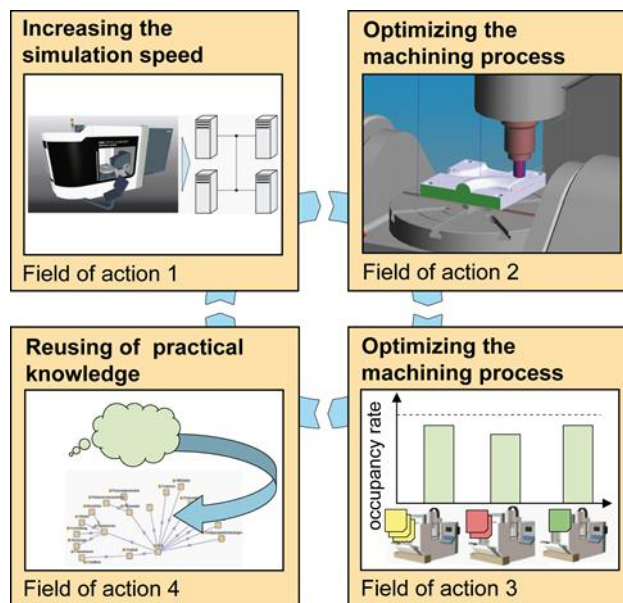 Increasing the
simulation speed
Field of action 1
Optimizing the
machining process
Field of action 2
Reusing of practical
knowledge
Field of action 4
Optimizing the
machining process
occupancy rate
Field of action 3